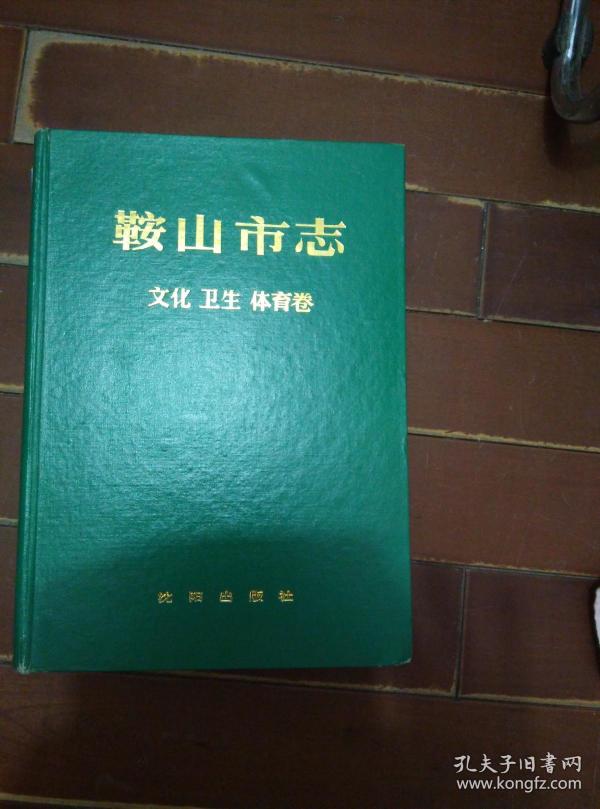 鞍山市志
文化 卫生 体育卷
沈阳出版社
孔夫子旧书网
www.kongfz.com